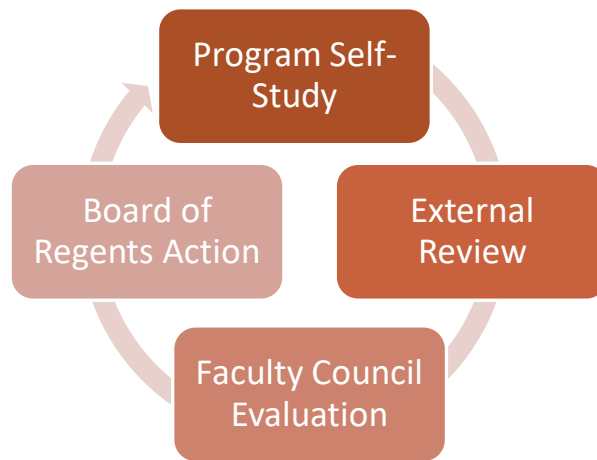 Program Self-
Study
External
Review
Faculty Council
Evaluation
Board of
Regents Action